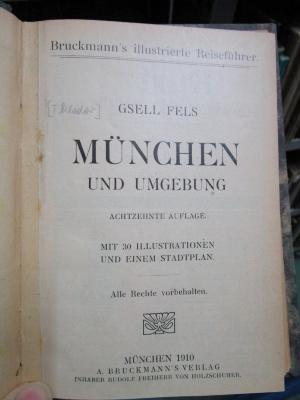 Bruckmann's illustrierte Reiseführer.
GSELL FELS
MÜNCHEN
UND UMGEBUNG
ACHTZEHNTE AUFLAGE.
MIT 30 ILLUSTRATIONEN
UND EINEM STADTPLAN.
Alle Rechte vorbehalten.
MÜNCHEN 1910
A. BRUCKMANN'S VERLAG
INHABER RUDOLF FREIHERR VON HOLZSCHUHER.